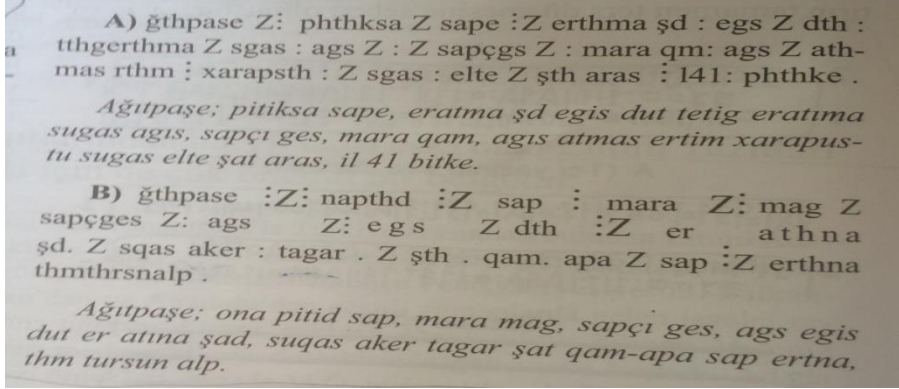 A) ğthpase Z⫶ phthksa Z sape ⫶Z erthma şd : egs Z dth :
tthgerthma Z sgas : ags Z : Z sapçgs Z : mara qm: ags Z ath-
mas rthm ⫶ xarapsth : Z sgas : elte Z şth aras ⫶ 141: phthke .
Ağıtpaşe; pitiksa sape, eratma şd egis dut tetig eratıma
sugas agıs, sapçı ges, mara qam, agıs atmas ertim xarapus-
tu sugas elte şat aras, il 41 bitke.
B) ğthpase ⫶Z⫶ napthd ⫶Z sap ⫶ mara Z⫶ mag Z
sapçges Z: ags Z⫶ egs Z dth ⫶Z er athna
şd. Z sqas aker : tagar . Z şth . qam. apa Z sap ⫶Z erthna
thmthrsnalp .
Ağıtpaşe; ona pitid sap, mara mag, sapçı ges, ags egis
dut er atına şad, suqas aker tagar şat qam-apa sap ertna,
thm tursun alp.